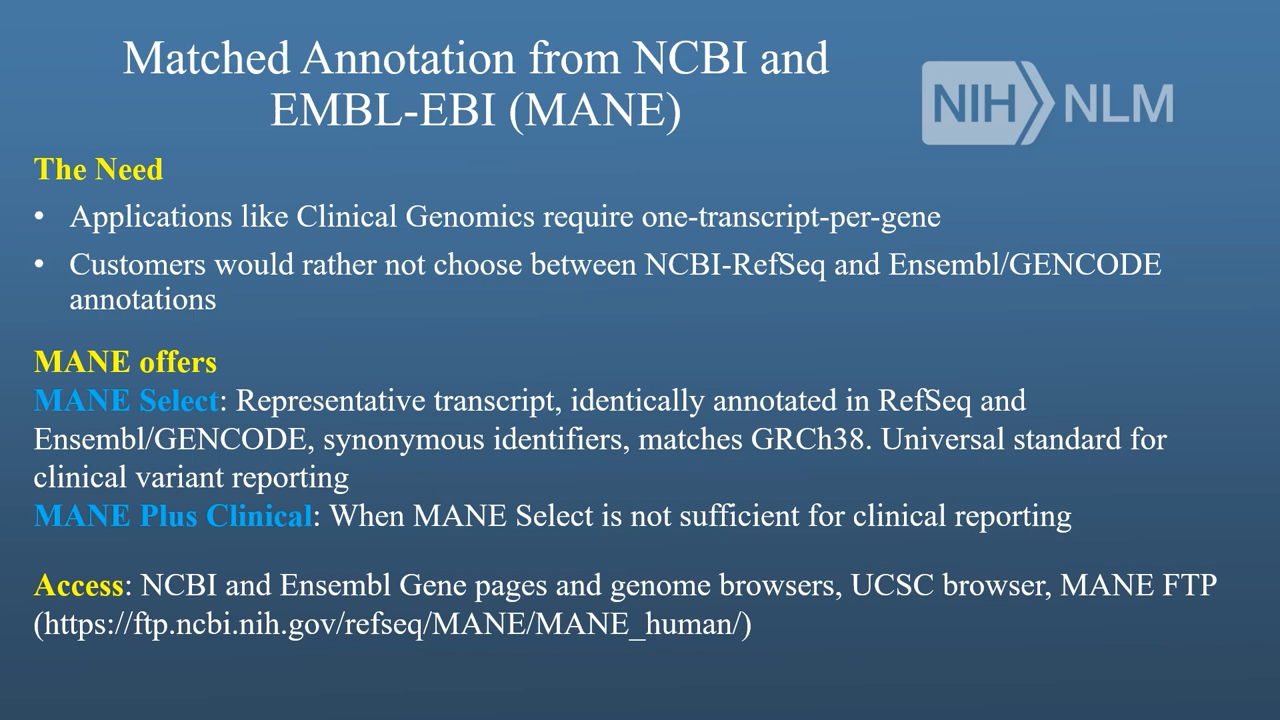 Matched Annotation from NCBI and
EMBL-EBI (MANE)
NIH NLM
The Need
• Applications like Clinical Genomics require one-transcript-per-gene
• Customers would rather not choose between NCBI-RefSeq and Ensembl/GENCODE
annotations
MANE offers
MANE Select: Representative transcript, identically annotated in RefSeq and
Ensembl/GENCODE, synonymous identifiers, matches GRCh38. Universal standard for
clinical variant reporting
MANE Plus Clinical: When MANE Select is not sufficient for clinical reporting
Access: NCBI and Ensembl Gene pages and genome browsers, UCSC browser, MANE FTP
(https://ftp.ncbi.nih.gov/refseq/MANE/MANE_human/)